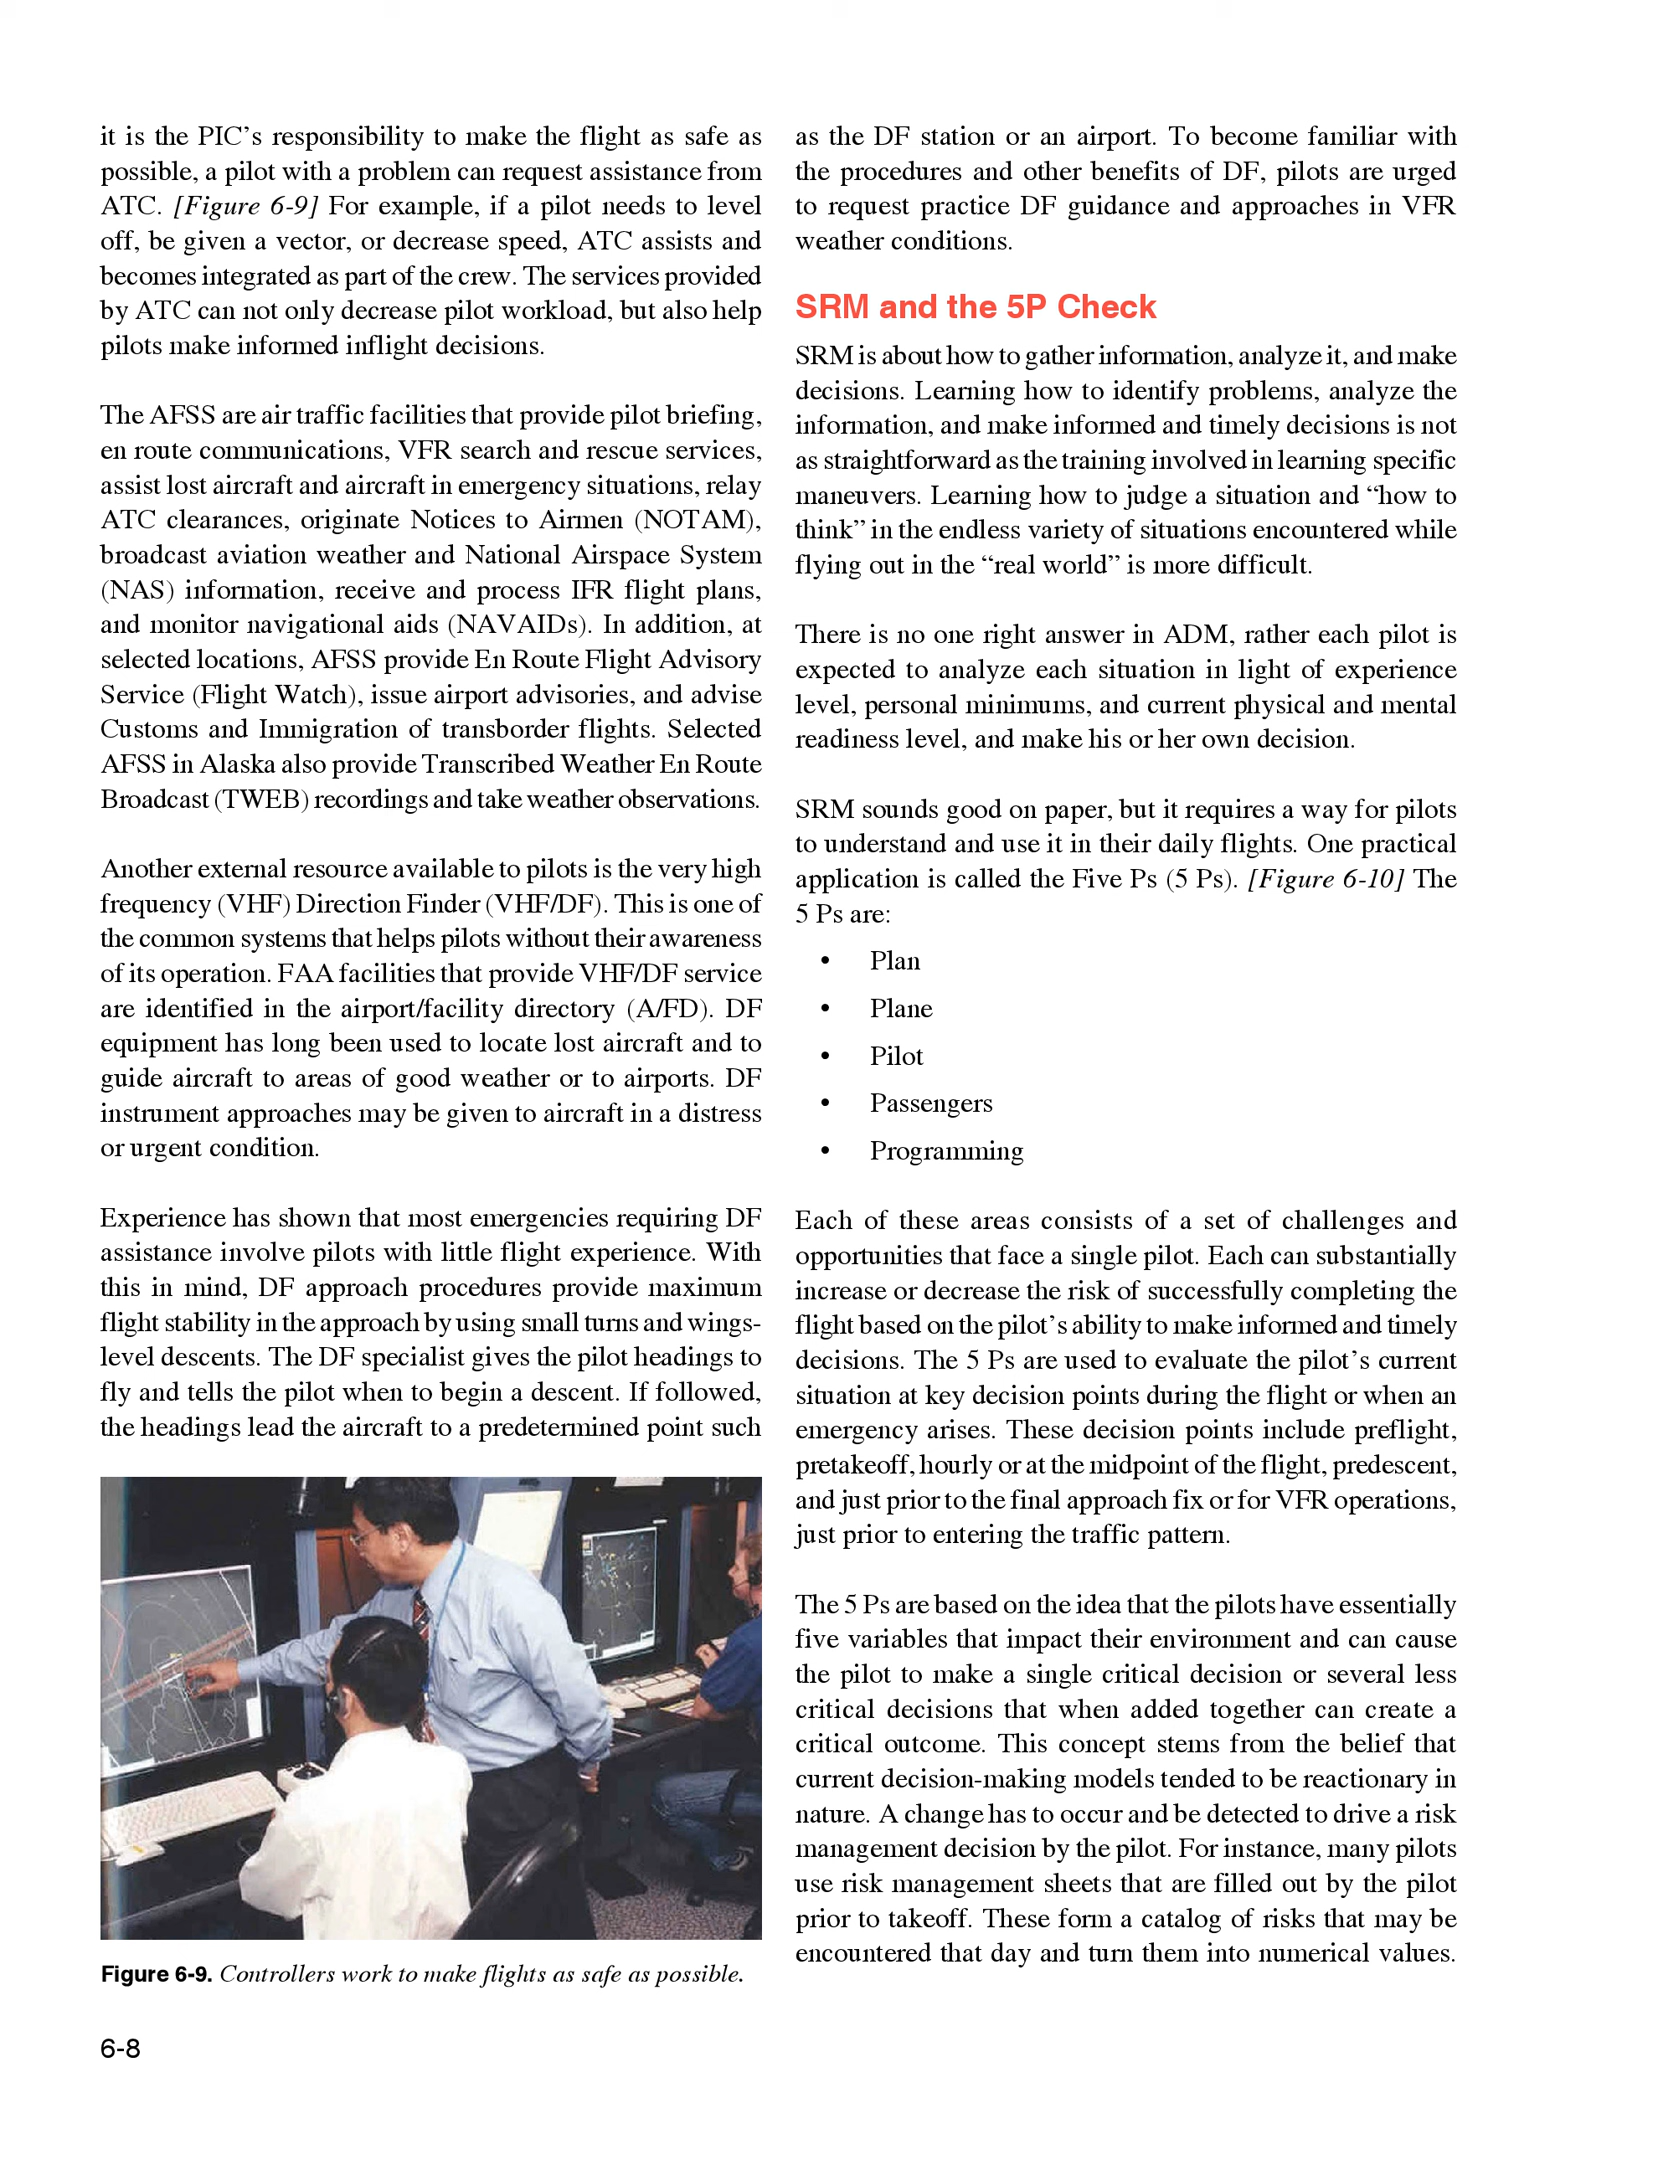 it is the PIC’s responsibility to make the flight as safe as
possible, a pilot with a problem can request assistance from
ATC. [Figure 6-9] For example, if a pilot needs to level
off, be given a vector, or decrease speed, ATC assists and
becomes integrated as part of the crew. The services provided
by ATC can not only decrease pilot workload, but also help
pilots make informed inflight decisions.
The AFSS are air traffic facilities that provide pilot briefing,
en route communications, VFR search and rescue services,
assist lost aircraft and aircraft in emergency situations, relay
ATC clearances, originate Notices to Airmen (NOTAM),
broadcast aviation weather and National Airspace System
(NAS) information, receive and process IFR flight plans,
and monitor navigational aids (NAVAIDs). In addition, at
selected locations, AFSS provide En Route Flight Advisory
Service (Flight Watch), issue airport advisories, and advise
Customs and Immigration of transborder flights. Selected
AFSS in Alaska also provide Transcribed Weather En Route
Broadcast (TWEB) recordings and take weather observations.
Another external resource available to pilots is the very high
frequency (VHF) Direction Finder (VHF/DF). This is one of
the common systems that helps pilots without their awareness
of its operation. FAA facilities that provide VHF/DF service
are identified in the airport/facility directory (A/FD). DF
equipment has long been used to locate lost aircraft and to
guide aircraft to areas of good weather or to airports. DF
instrument approaches may be given to aircraft in a distress
or urgent condition.
Experience has shown that most emergencies requiring DF
assistance involve pilots with little flight experience. With
this in mind, DF approach procedures provide maximum
flight stability in the approach by using small turns and wings-
level descents. The DF specialist gives the pilot headings to
fly and tells the pilot when to begin a descent. If followed,
the headings lead the aircraft to a predetermined point such
Figure 6-9. Controllers work to make flights as safe as possible.
as the DF station or an airport. To become familiar with
the procedures and other benefits of DF, pilots are urged
to request practice DF guidance and approaches in VFR
weather conditions.
SRM and the 5P Check
SRM is about how to gather information, analyze it, and make
decisions. Learning how to identify problems, analyze the
information, and make informed and timely decisions is not
as straightforward as the training involved in learning specific
maneuvers. Learning how to judge a situation and “how to
think” in the endless variety of situations encountered while
flying out in the “real world” is more difficult.
There is no one right answer in ADM, rather each pilot is
expected to analyze each situation in light of experience
level, personal minimums, and current physical and mental
readiness level, and make his or her own decision.
SRM sounds good on paper, but it requires a way for pilots
to understand and use it in their daily flights. One practical
application is called the Five Ps (5 Ps). [Figure 6-10] The
5 Ps are:
• Plan
• Plane
• Pilot
• Passengers
• Programming
Each of these areas consists of a set of challenges and
opportunities that face a single pilot. Each can substantially
increase or decrease the risk of successfully completing the
flight based on the pilot’s ability to make informed and timely
decisions. The 5 Ps are used to evaluate the pilot’s current
situation at key decision points during the flight or when an
emergency arises. These decision points include preflight,
pretakeoff, hourly or at the midpoint of the flight, predescent,
and just prior to the final approach fix or for VFR operations,
just prior to entering the traffic pattern.
The 5 Ps are based on the idea that the pilots have essentially
five variables that impact their environment and can cause
the pilot to make a single critical decision or several less
critical decisions that when added together can create a
critical outcome. This concept stems from the belief that
current decision-making models tended to be reactionary in
nature. A change has to occur and be detected to drive a risk
management decision by the pilot. For instance, many pilots
use risk management sheets that are filled out by the pilot
prior to takeoff. These form a catalog of risks that may be
encountered that day and turn them into numerical values.
6-8